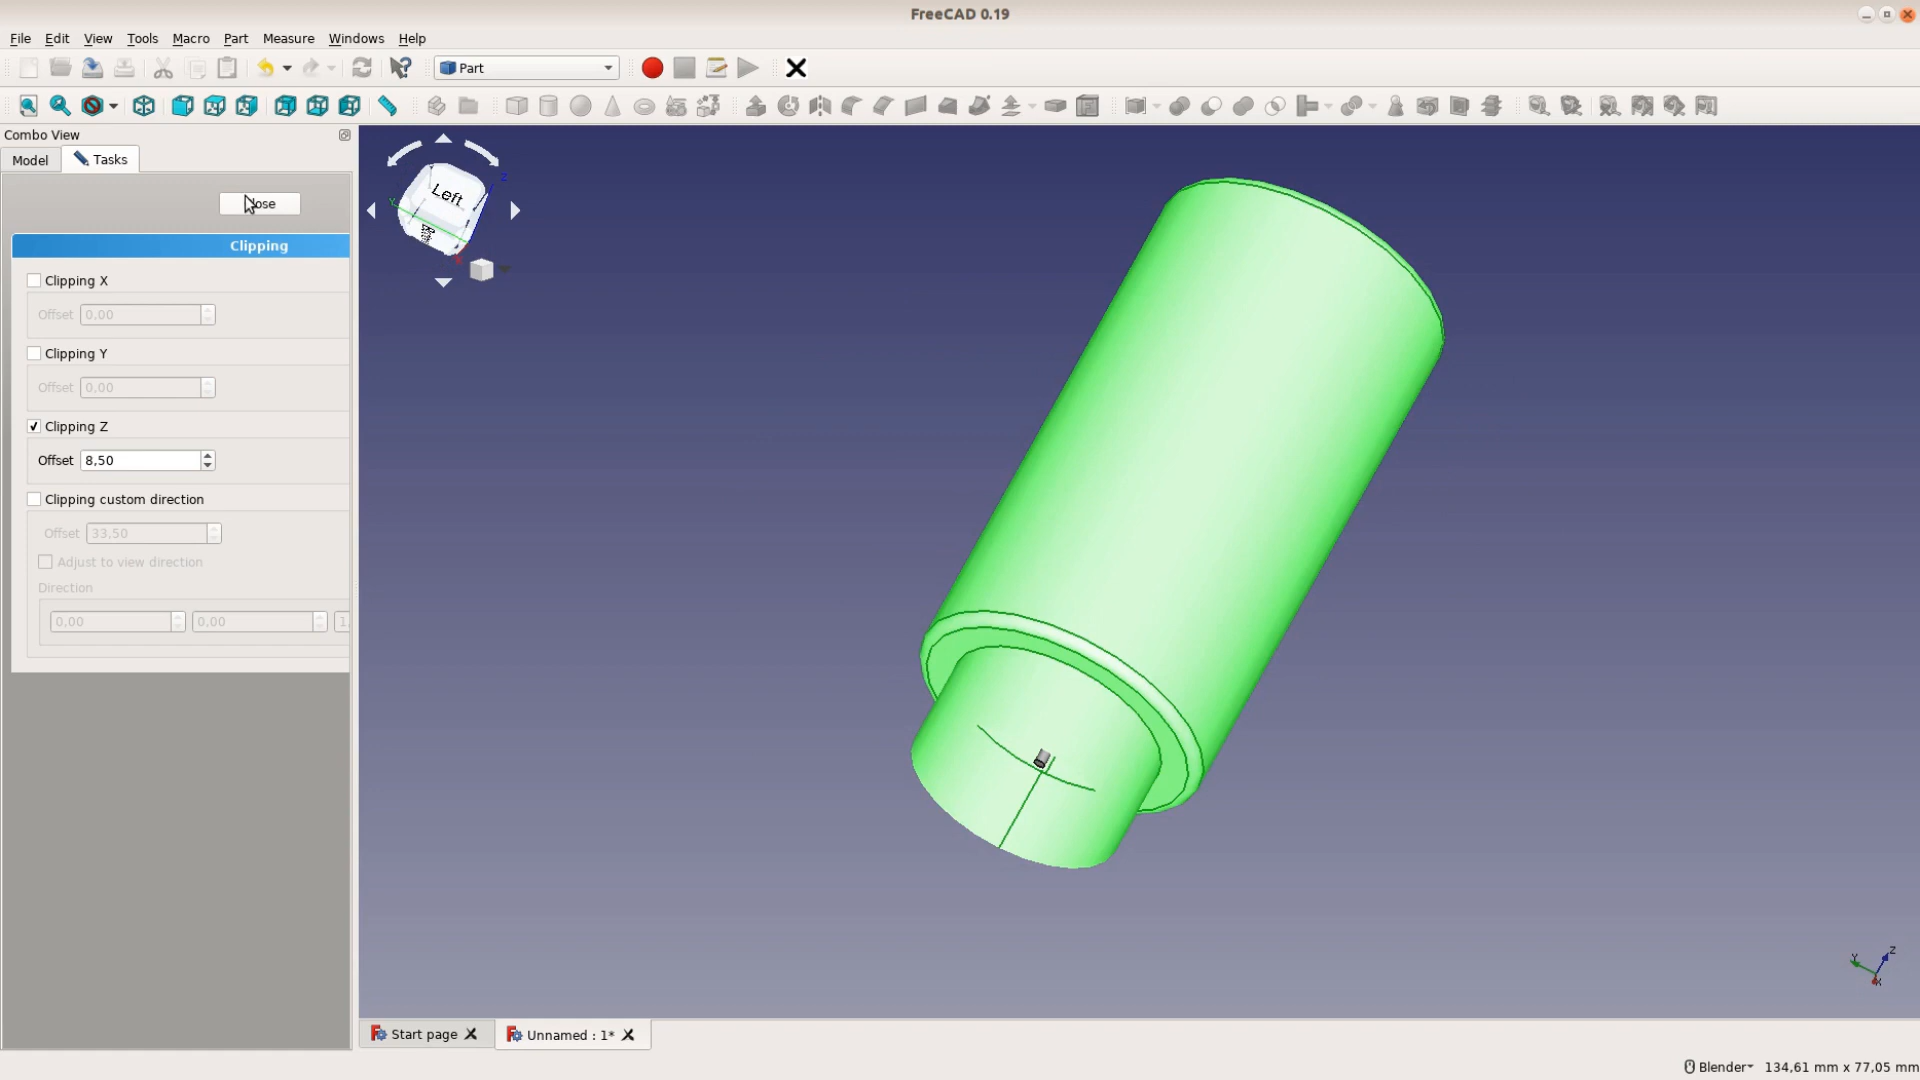 FreeCAD 0.19
File Edit View Tools Macro Part Measure Windows Help
Part
Combo View
Model Tasks
Clipping
Clipping X
Offset 0,00
Clipping Y
Offset 0,00
Clipping Z
Offset 8,50
Clipping custom direction
Offset 33,50
Adjust to view direction
Direction
0,00 0,00 1,
Left
Z
Y
X
Z
Y
X
Start page Unnamed : 1*
Blender 134,61 mm x 77,05 mm